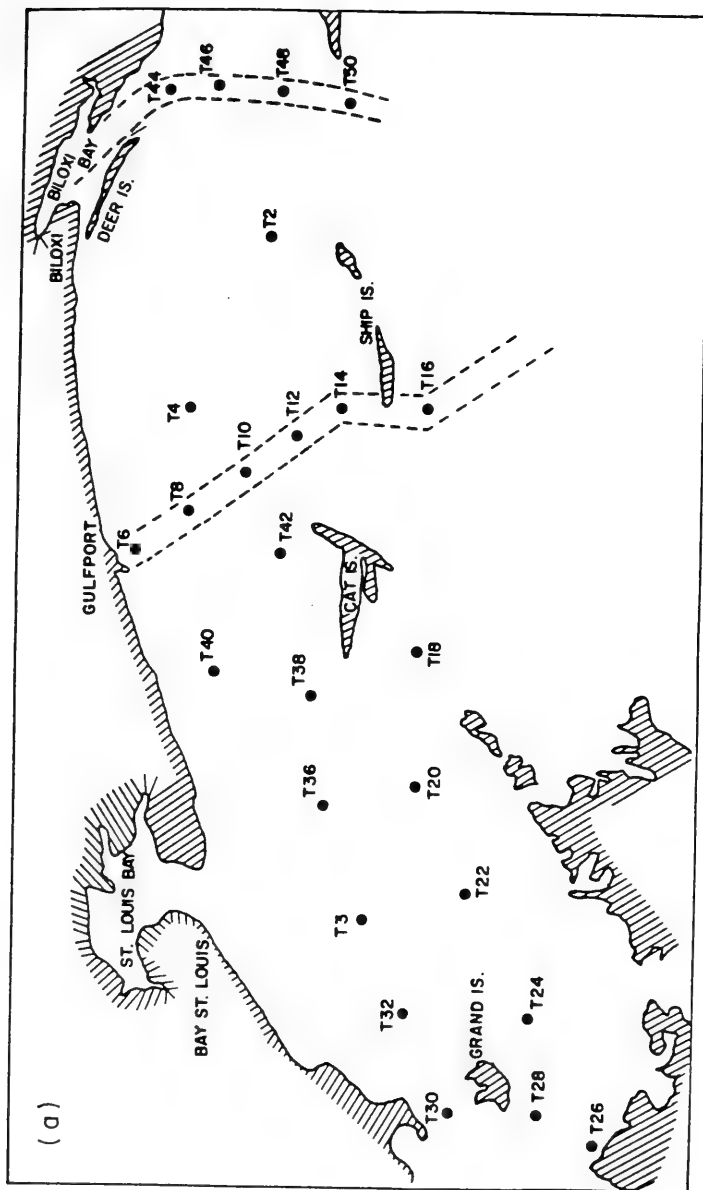 (a)
ST. LOUIS BAY
BAY ST. LOUIS
GULFPORT
BILOXI
BILOXI
BAY
DEER IS.
T44
T46
T48
T50
T2
T4
T6
T8
T10
T12
T14
T16
SHIP IS.
T42
CAT IS.
T40
T38
T18
T36
T20
T3
T22
T32
GRAND IS.
T24
T30
T28
T26